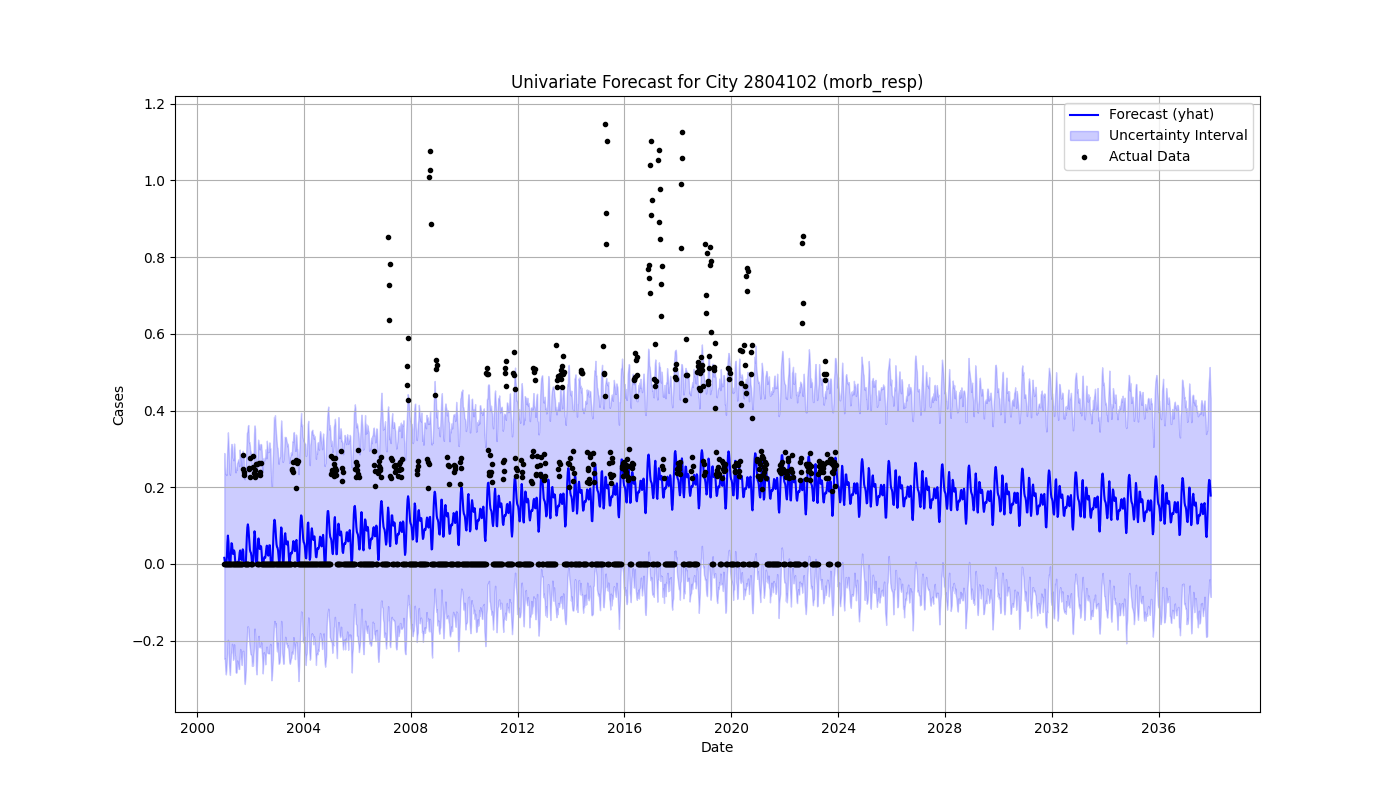 Univariate Forecast for City 2804102 (morb_resp)
Forecast (yhat)
Uncertainty Interval
Actual Data
Cases
1.2
1.0
0.8
0.6
0.4
0.2
0.0
−0.2
2000 2004 2008 2012 2016 2020 2024 2028 2032 2036
Date